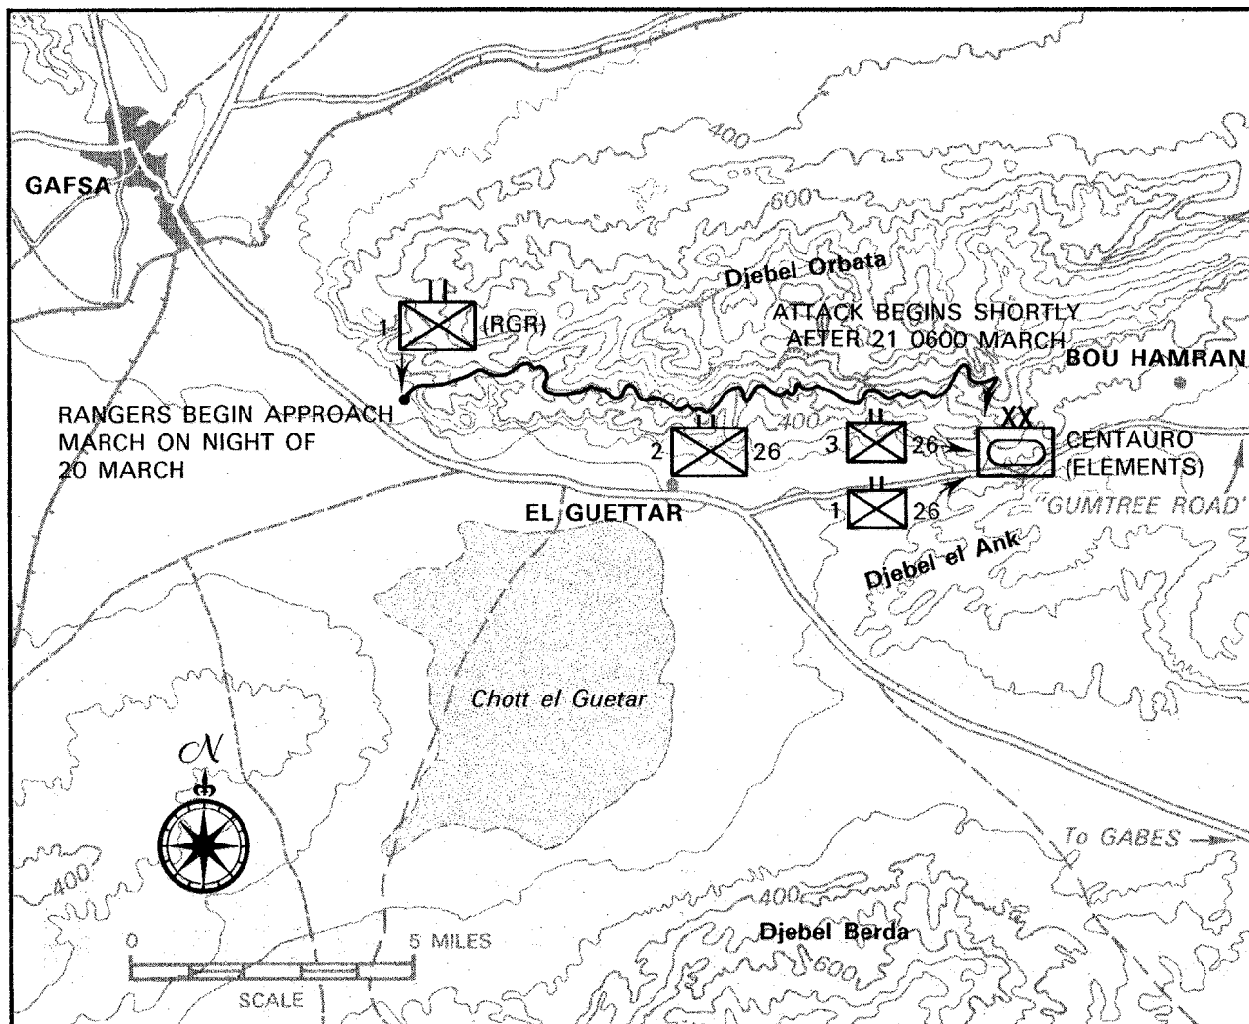 400
GAFSA
600
Djebel Orbata
1
(RGR)
ATTACK BEGINS SHORTLY
AFTER 21 0600 MARCH
BOU HAMRAN
RANGERS BEGIN APPROACH
MARCH ON NIGHT OF
20 MARCH
400
XX
2 26
3 26
CENTAURO
(ELEMENTS)
1 26
"GUMTREE ROAD"
EL GUETTAR
Djebel el Ank
Chott el Guetar
N
To GABES
400
400
Djebel Berda
600
0 5 MILES
SCALE